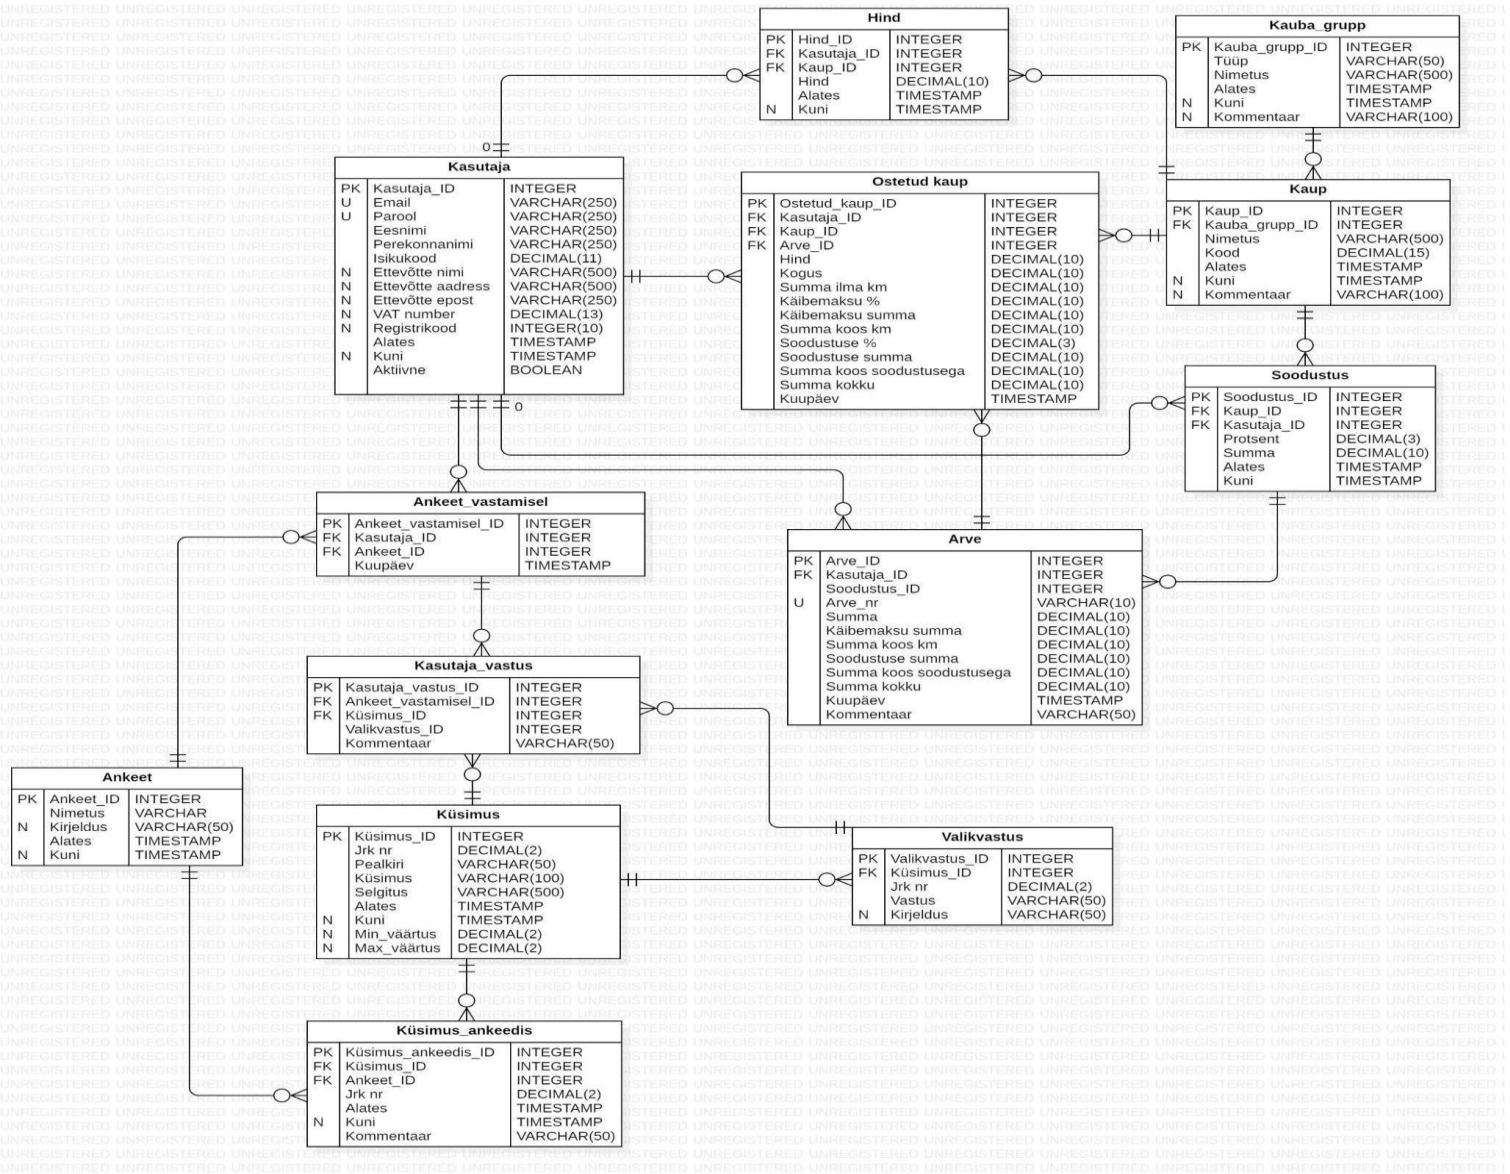 Hind
PK Hind_ID INTEGER
FK Kasutaja_ID INTEGER
FK Kaup_ID INTEGER
Hind DECIMAL(10)
Alates TIMESTAMP
N Kuni TIMESTAMP
Kauba_grupp
PK Kauba_grupp_ID INTEGER
Tüüp VARCHAR(50)
Nimetus VARCHAR(500)
Alates TIMESTAMP
N Kuni TIMESTAMP
N Kommentaar VARCHAR(100)
0
Kasutaja
PK Kasutaja_ID INTEGER
U Email VARCHAR(250)
U Parool VARCHAR(250)
Eesnimi VARCHAR(250)
Perekonnanimi VARCHAR(250)
Isikukood DECIMAL(11)
N Ettevõtte nimi VARCHAR(500)
N Ettevõtte aadress VARCHAR(500)
N Ettevõtte epost VARCHAR(250)
N VAT number DECIMAL(13)
N Registrikood INTEGER(10)
Alates TIMESTAMP
N Kuni TIMESTAMP
Aktiivne BOOLEAN
0
Ostetud kaup
PK Ostetud_kaup_ID INTEGER
FK Kasutaja_ID INTEGER
FK Kaup_ID INTEGER
FK Arve_ID INTEGER
Hind DECIMAL(10)
Kogus DECIMAL(10)
Summa ilma km DECIMAL(10)
Käibemaksu % DECIMAL(10)
Käibemaksu summa DECIMAL(10)
Summa koos km DECIMAL(10)
Soodustuse % DECIMAL(3)
Soodustuse summa DECIMAL(10)
Summa koos soodustusega DECIMAL(10)
Summa kokku DECIMAL(10)
Kuupäev TIMESTAMP
Kaup
PK Kaup_ID INTEGER
FK Kauba_grupp_ID INTEGER
Nimetus VARCHAR(500)
Kood DECIMAL(15)
Alates TIMESTAMP
N Kuni TIMESTAMP
N Kommentaar VARCHAR(100)
Soodustus
PK Soodustus_ID INTEGER
FK Kaup_ID INTEGER
FK Kasutaja_ID INTEGER
Protsent DECIMAL(3)
Summa DECIMAL(10)
Alates TIMESTAMP
Kuni TIMESTAMP
Ankeet_vastamisel
PK Ankeet_vastamisel_ID INTEGER
FK Kasutaja_ID INTEGER
FK Ankeet_ID INTEGER
Kuupäev TIMESTAMP
Arve
PK Arve_ID INTEGER
FK Kasutaja_ID INTEGER
Soodustus_ID INTEGER
U Arve_nr VARCHAR(10)
Summa DECIMAL(10)
Käibemaksu summa DECIMAL(10)
Summa koos km DECIMAL(10)
Soodustuse summa DECIMAL(10)
Summa koos soodustusega DECIMAL(10)
Summa kokku DECIMAL(10)
Kuupäev TIMESTAMP
Kommentaar VARCHAR(50)
Kasutaja_vastus
PK Kasutaja_vastus_ID INTEGER
FK Ankeet_vastamisel_ID INTEGER
FK Küsimus_ID INTEGER
Valikvastus_ID INTEGER
Kommentaar VARCHAR(50)
Ankeet
PK Ankeet_ID INTEGER
Nimetus VARCHAR
N Kirjeldus VARCHAR(50)
Alates TIMESTAMP
N Kuni TIMESTAMP
Küsimus
PK Küsimus_ID INTEGER
Jrk nr DECIMAL(2)
Pealkiri VARCHAR(50)
Küsimus VARCHAR(100)
Selgitus VARCHAR(500)
Alates TIMESTAMP
N Kuni TIMESTAMP
N Min_väärtus DECIMAL(2)
N Max_väärtus DECIMAL(2)
Valikvastus
PK Valikvastus_ID INTEGER
FK Küsimus_ID INTEGER
Jrk nr DECIMAL(2)
Vastus VARCHAR(50)
N Kirjeldus VARCHAR(50)
Küsimus_ankeedis
PK Küsimus_ankeedis_ID INTEGER
FK Küsimus_ID INTEGER
FK Ankeet_ID INTEGER
Jrk nr DECIMAL(2)
Alates TIMESTAMP
N Kuni TIMESTAMP
Kommentaar VARCHAR(50)